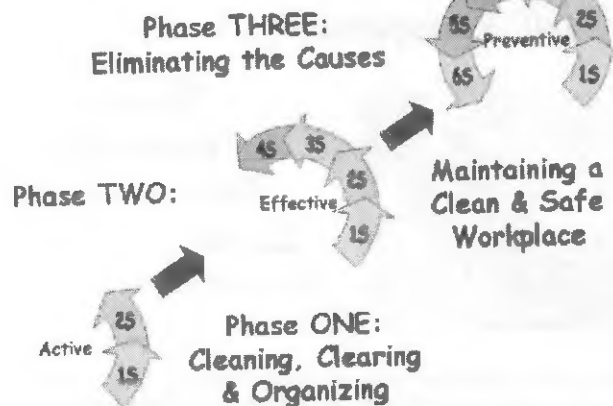 Phase THREE:
Eliminating the Causes
5S
6S
Preventive
2S
1S
Maintaining a
Clean & Safe
Workplace
Phase TWO:
4S
3S
2S
1S
Effective
Phase ONE:
Cleaning, Clearing
& Organizing
Active
2S
1S